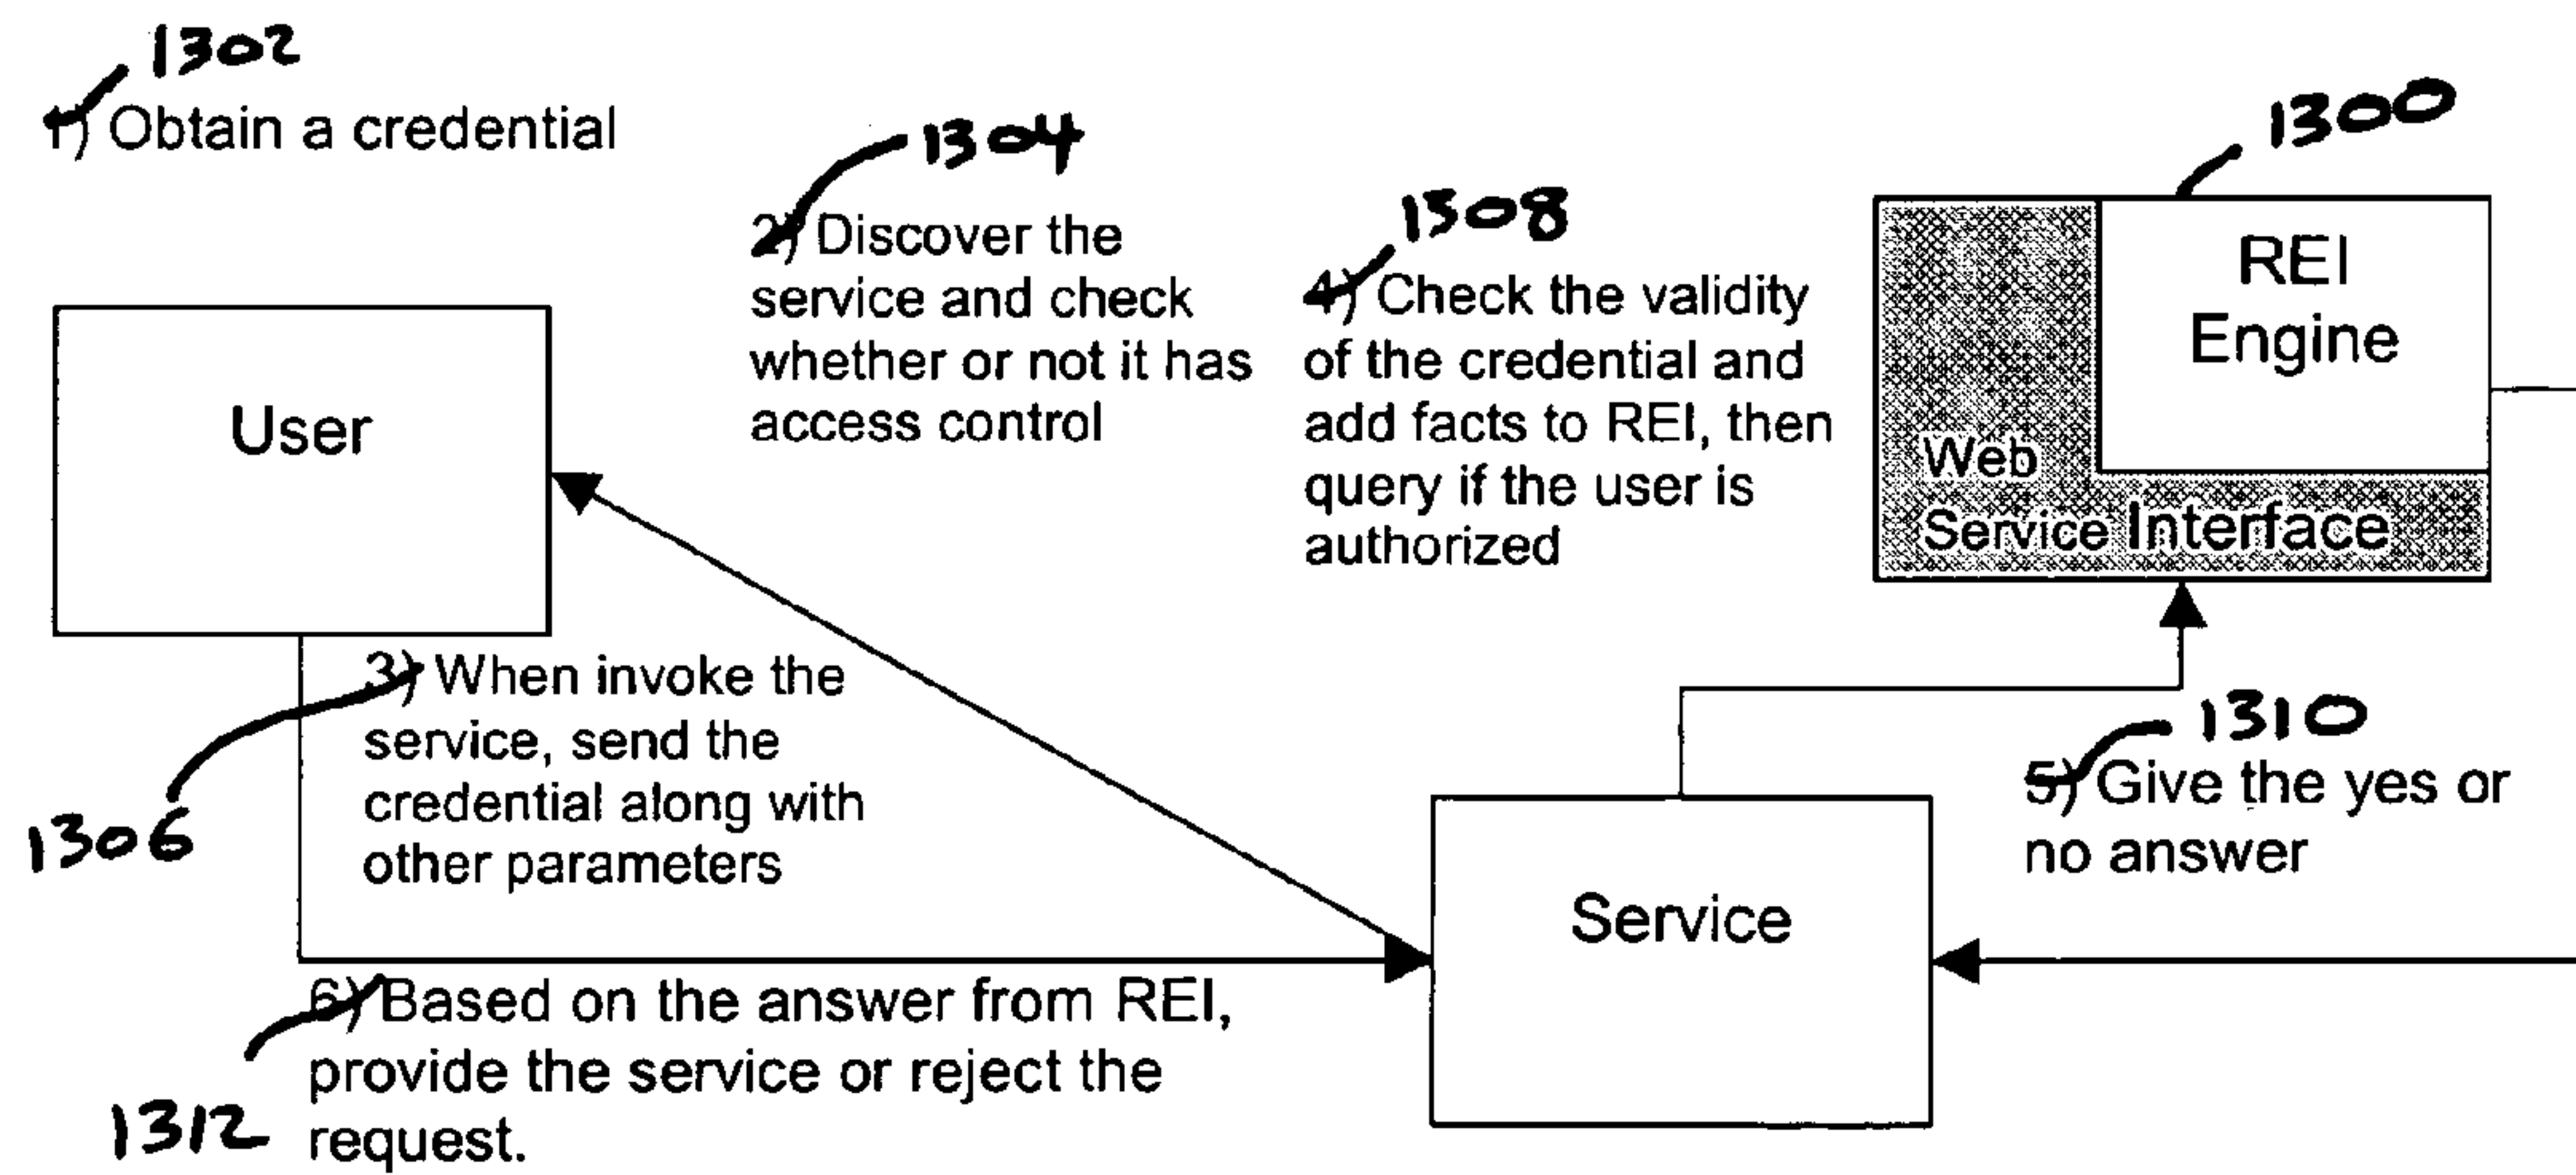 1302
1) Obtain a credential
1304
2) Discover the
service and check
whether or not it has
access control
1308
4) Check the validity
of the credential and
add facts to REI, then
query if the user is
authorized
1300
REI
Engine
Web
Service Interface
User
3) When invoke the
service, send the
credential along with
other parameters
1306
1310
5) Give the yes or
no answer
Service
6) Based on the answer from REI,
provide the service or reject the
request.
1312